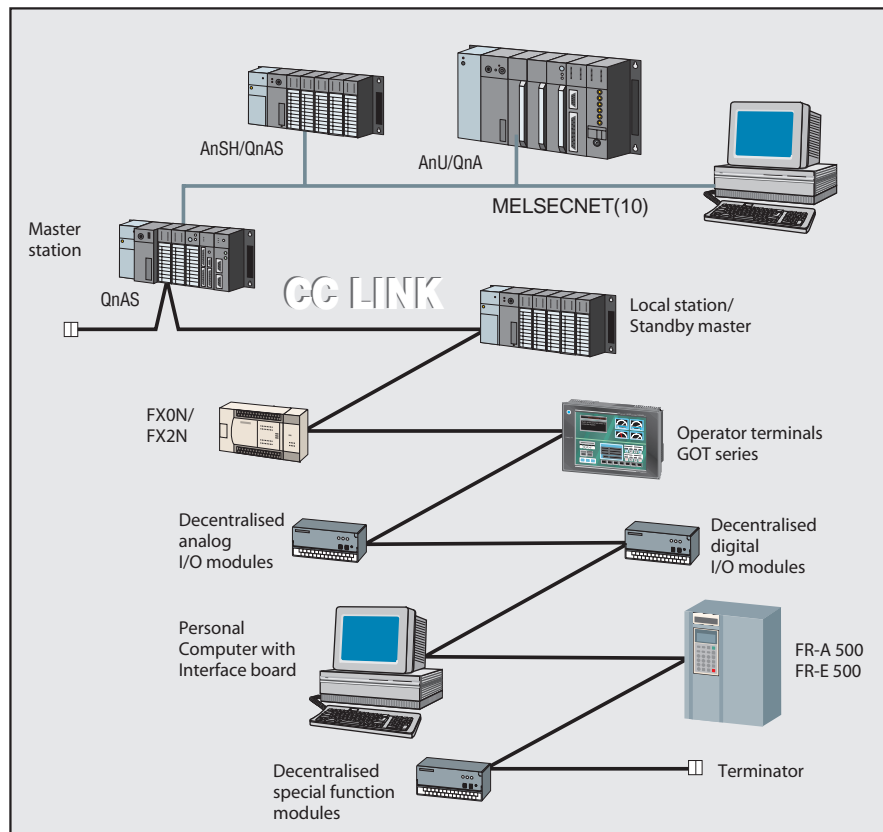 AnSH/QnAS
AnU/QnA
MELSECNET(10)
Master
station
QnAS
CC LINK
Local station/
Standby master
FX0N/
FX2N
Operator terminals
GOT series
Decentralised
analog
I/O modules
Decentralised
digital
I/O modules
Personal
Computer with
Interface board
FR-A 500
FR-E 500
Decentralised
special function
modules
Terminator